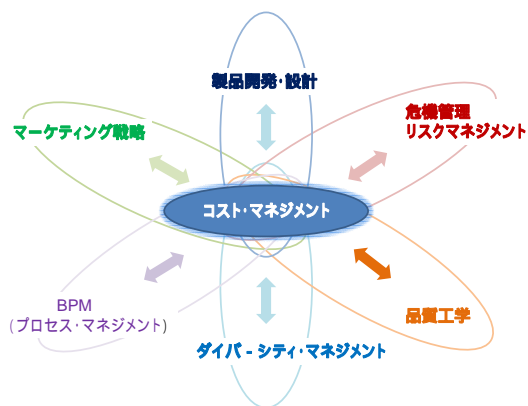 製品開発・設計
危機管理
リスクマネジメント
マーケティング戦略
コスト・マネジメント
BPM
(プロセス・マネジメント)
品質工学
ダイバ-シティ・マネジメント